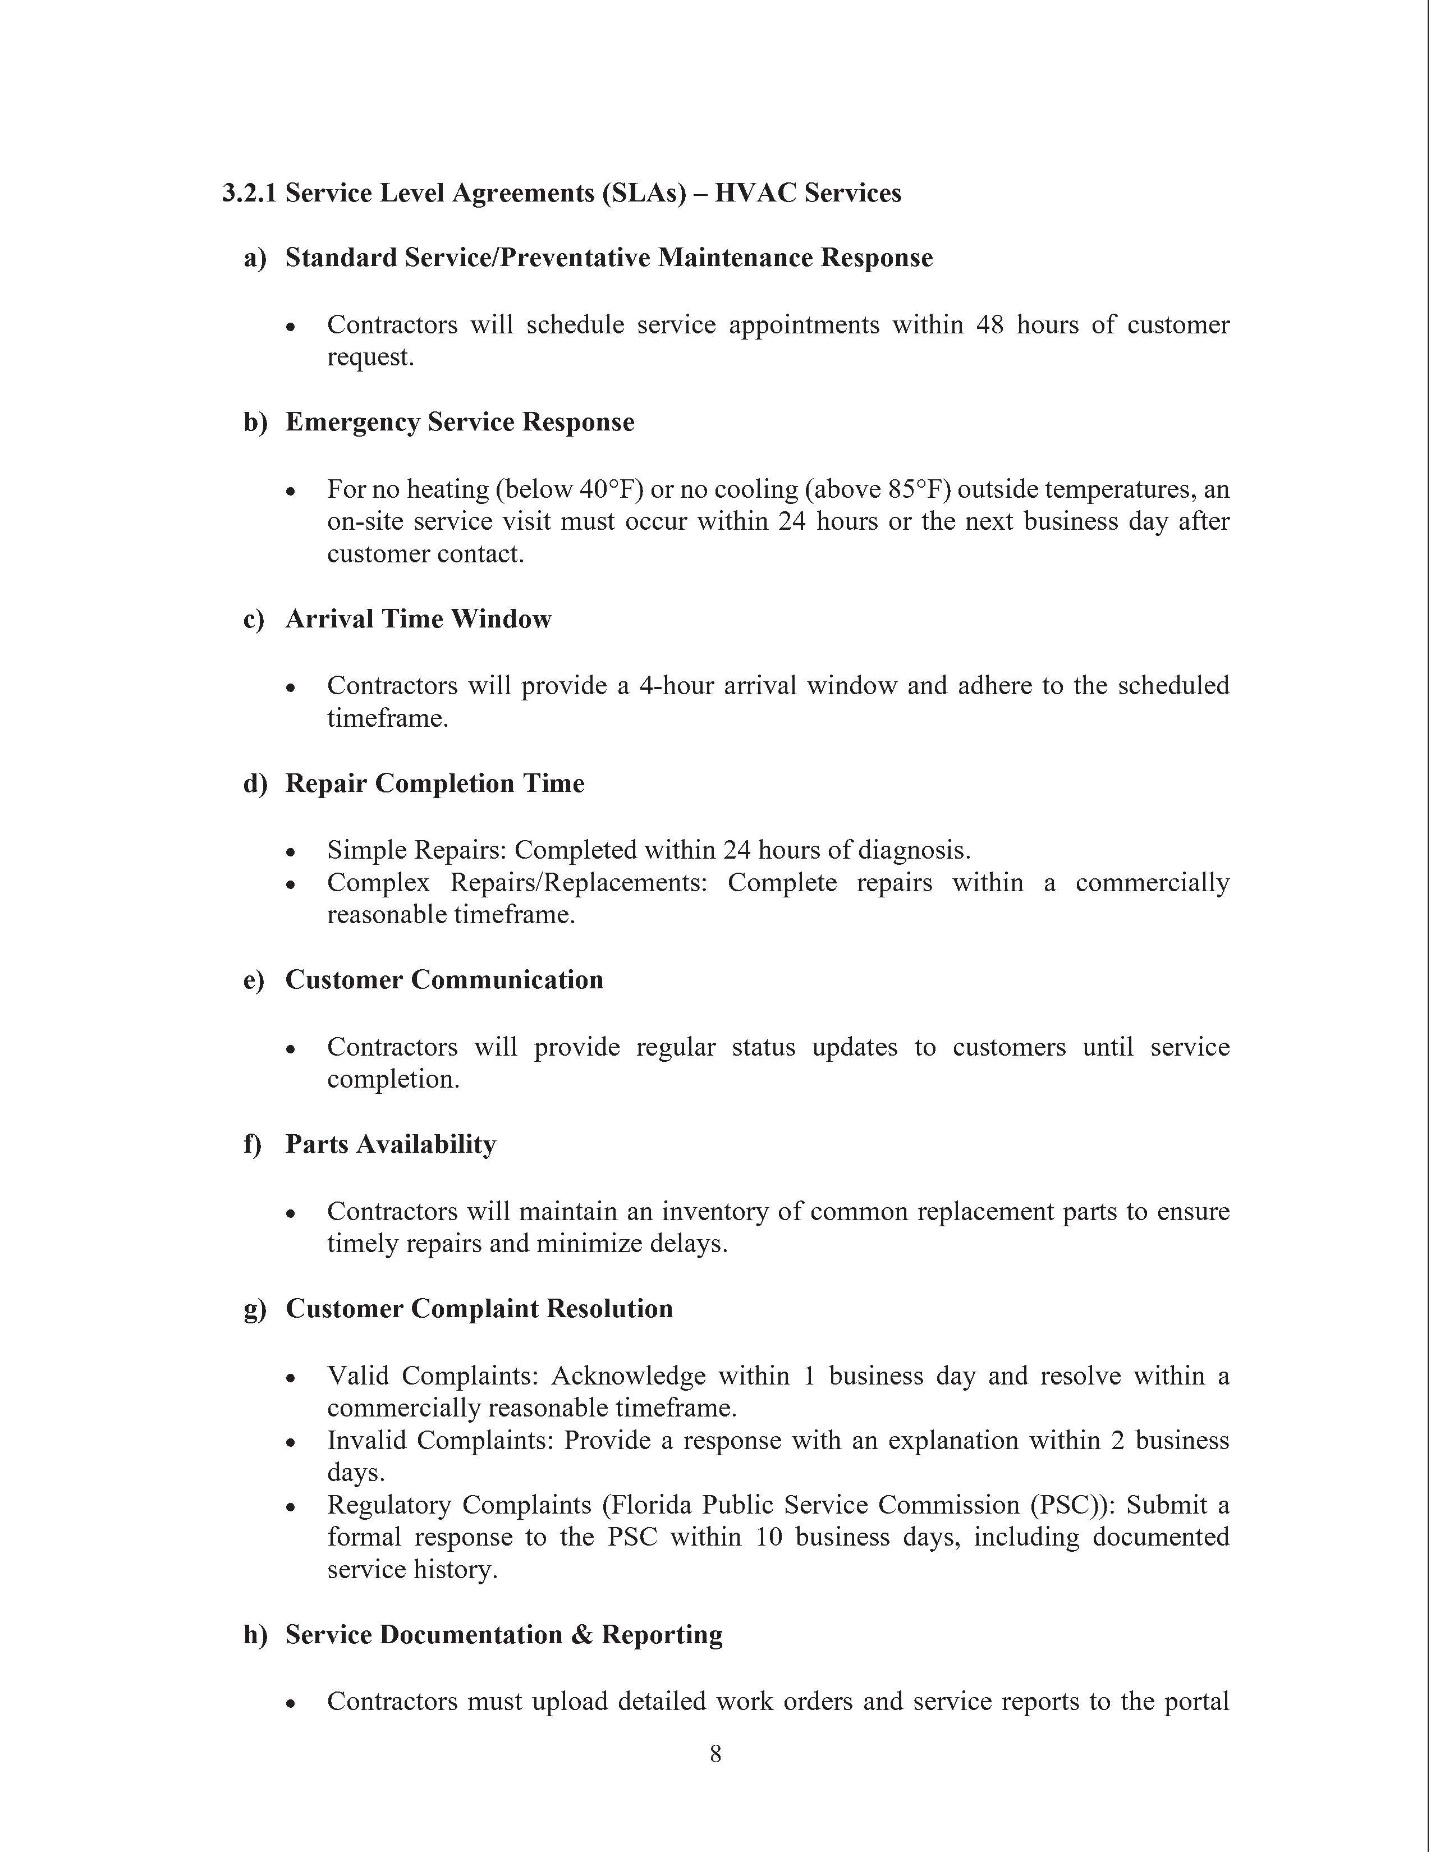 3.2.1 Service Level Agreements (SLAs) – HVAC Services
a) Standard Service/Preventative Maintenance Response
• Contractors will schedule service appointments within 48 hours of customer
request.
b) Emergency Service Response
• For no heating (below 40°F) or no cooling (above 85°F) outside temperatures, an
on-site service visit must occur within 24 hours or the next business day after
customer contact.
c) Arrival Time Window
• Contractors will provide a 4-hour arrival window and adhere to the scheduled
timeframe.
d) Repair Completion Time
• Simple Repairs: Completed within 24 hours of diagnosis.
• Complex Repairs/Replacements: Complete repairs within a commercially
reasonable timeframe.
e) Customer Communication
• Contractors will provide regular status updates to customers until service
completion.
f) Parts Availability
• Contractors will maintain an inventory of common replacement parts to ensure
timely repairs and minimize delays.
g) Customer Complaint Resolution
• Valid Complaints: Acknowledge within 1 business day and resolve within a
commercially reasonable timeframe.
• Invalid Complaints: Provide a response with an explanation within 2 business
days.
• Regulatory Complaints (Florida Public Service Commission (PSC)): Submit a
formal response to the PSC within 10 business days, including documented
service history.
h) Service Documentation & Reporting
• Contractors must upload detailed work orders and service reports to the portal
8